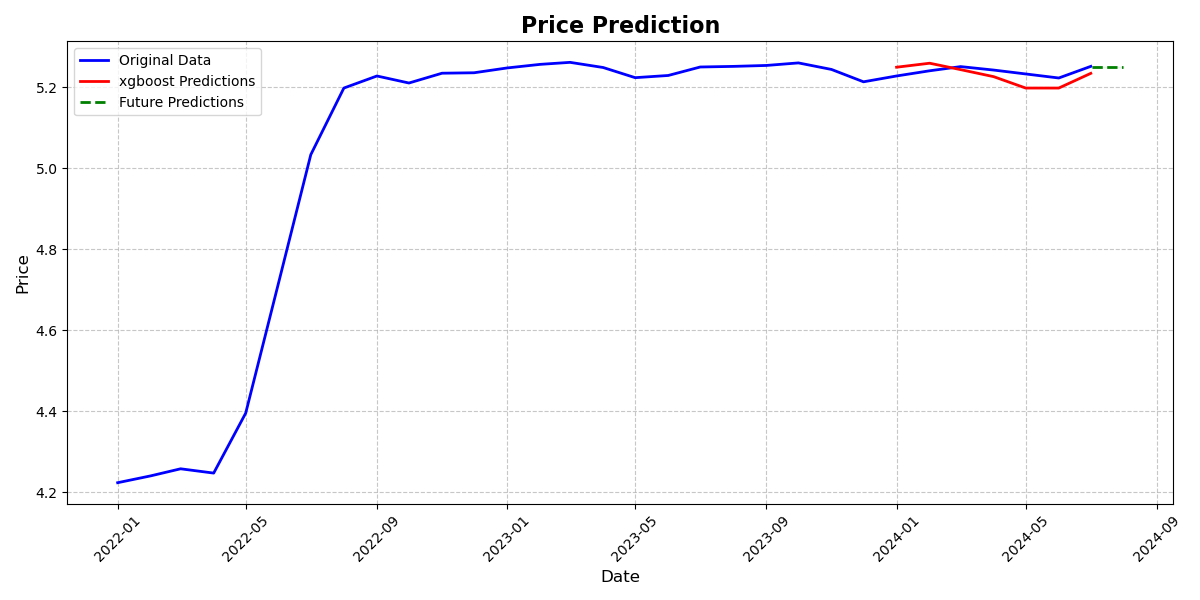 Price Prediction
Original Data
xgboost Predictions
Future Predictions
Price
5.2
5.0
4.8
4.6
4.4
4.2
2022-01
2022-05
2022-09
2023-01
2023-05
2023-09
2024-01
2024-05
2024-09
Date